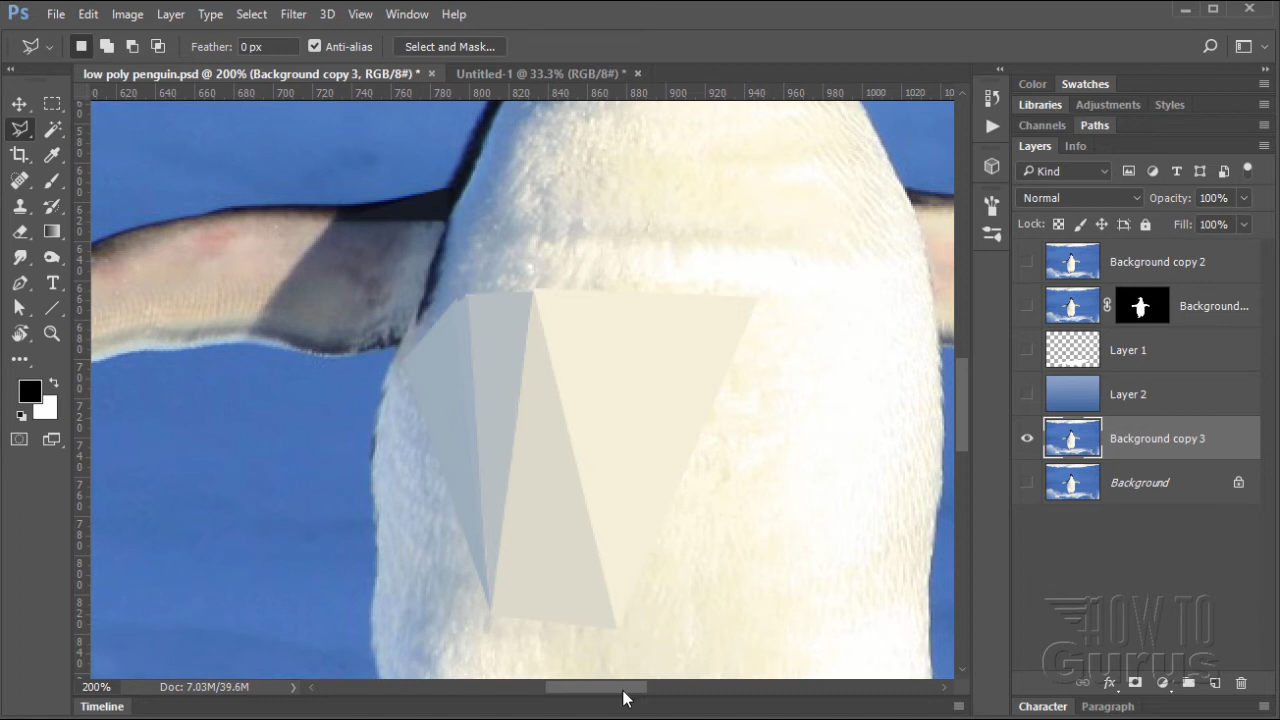 Ps File Edit Image Layer Type Select Filter 3D View Window Help
Feather: 0 px Anti-alias Select and Mask...
low poly penguin.psd @ 200% (Background copy 3, RGB/8#) * × Untitled-1 @ 33.3% (RGB/8#) * ×
620 640 660 680 700 720 740 760 780 800 820 840 860 880 900 920 940 960 980 1000 1020
Color Swatches
Libraries Adjustments Styles
Channels Paths
Layers Info
Kind
Normal Opacity: 100%
Lock: Fill: 100%
Background copy 2
Background...
Layer 1
Layer 2
Background copy 3
Background
HOW TO
Gurus
200% Doc: 7.03M/39.6M
Timeline
Character Paragraph